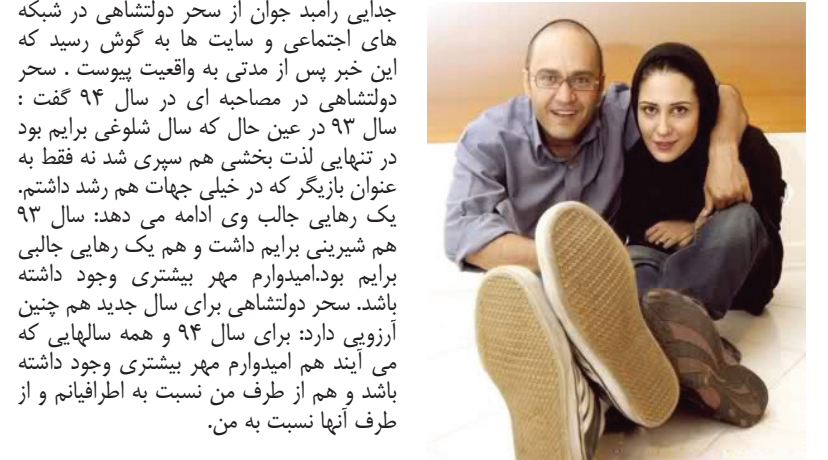 جدایی رامبد جوان از سحر دولتشاهی در شبکه
های اجتماعی و سایت ها به گوش رسید که
این خبر پس از مدتی به واقعیت پیوست . سحر
دولتشاهی در مصاحبه ای در سال ۹۴ گفت :
سال ۹۳ در عین حال که سال شلوغی برایم بود
در تنهایی لذت بخشی هم سپری شد نه فقط به
عنوان بازیگر که در خیلی جهات هم رشد داشتم.
یک رهایی جالب وی ادامه می دهد: سال ۹۳
هم شیرینی برایم داشت و هم یک رهایی جالبی
برایم بود.امیدوارم مهر بیشتری وجود داشته
باشد. سحر دولتشاهی برای سال جدید هم چنین
آرزویی دارد: برای سال ۹۴ و همه سالهایی که
می آیند هم امیدوارم مهر بیشتری وجود داشته
باشد و هم از طرف من نسبت به اطرافیانم و از
طرف آنها نسبت به من.